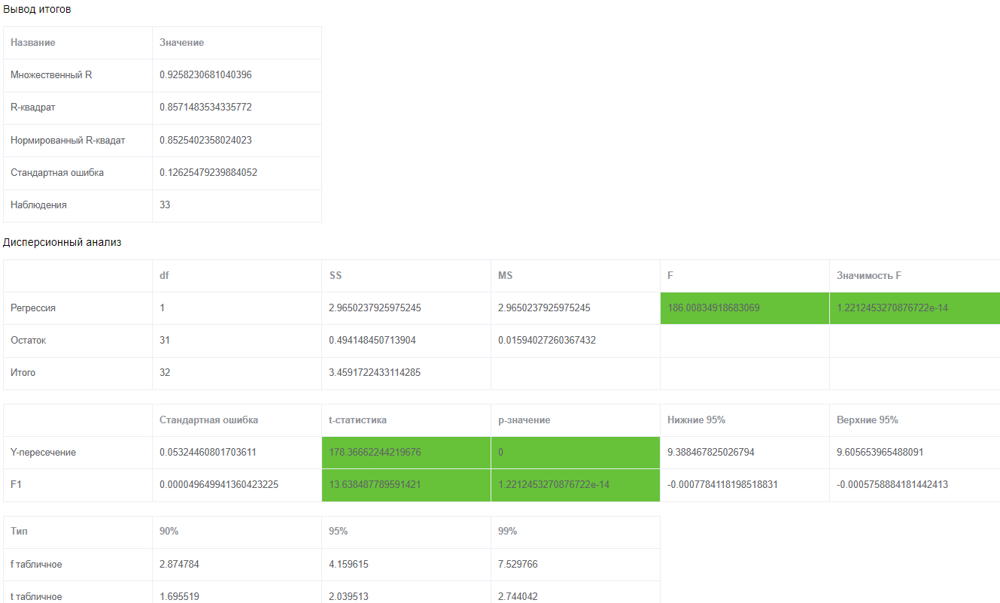 Вывод итогов
Название Значение
Множественный R 0.9258230681040396
R-квадрат 0.8571483534335772
Нормированный R-квадат 0.8525402358024023
Стандартная ошибка 0.12625479239884052
Наблюдения 33
Дисперсионный анализ
df SS MS F Значимость F
Регрессия 1 2.9650237925975245 2.9650237925975245 186.00834918683069 1.2212453270876722e-14
Остаток 31 0.494148450713904 0.01594027260367432
Итого 32 3.4591722433114285
Стандартная ошибка t-статистика p-значение Нижние 95% Верхние 95%
Y-пересечение 0.05324460801703611 178.36662244219676 0 9.388467825026794 9.605653965488091
F1 0.000049649941360423225 13.638487789591421 1.2212453270876722e-14 -0.0007784118198518831 -0.0005758884181442413
Тип 90% 95% 99%
f табличное 2.874784 4.159615 7.529766
t табличное 1.695519 2.039513 2.744042